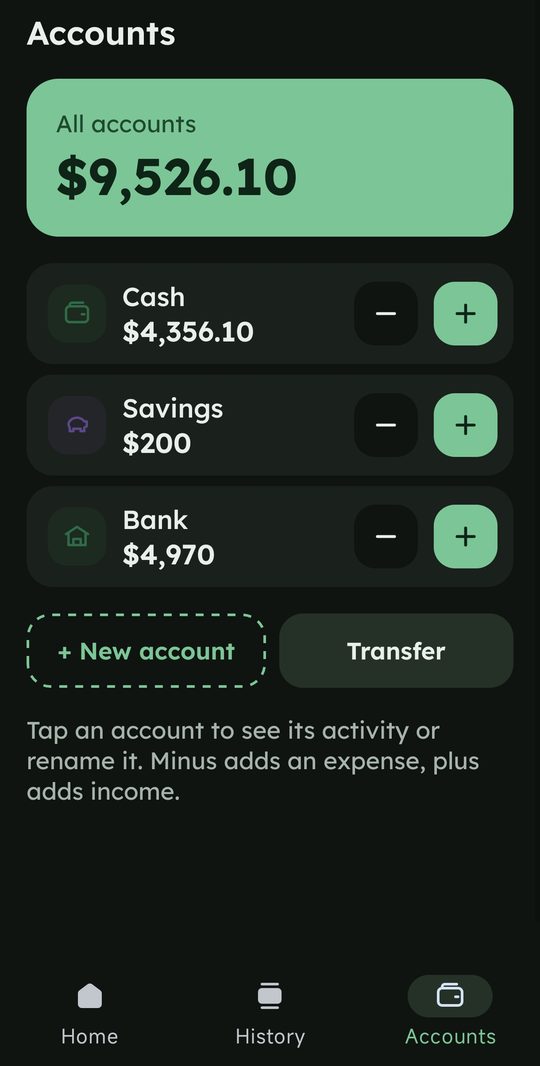 Accounts
All accounts
$9,526.10
Cash
$4,356.10
Savings
$200
Bank
$4,970
+ New account
Transfer
Tap an account to see its activity or
rename it. Minus adds an expense, plus
adds income.
Home
History
Accounts